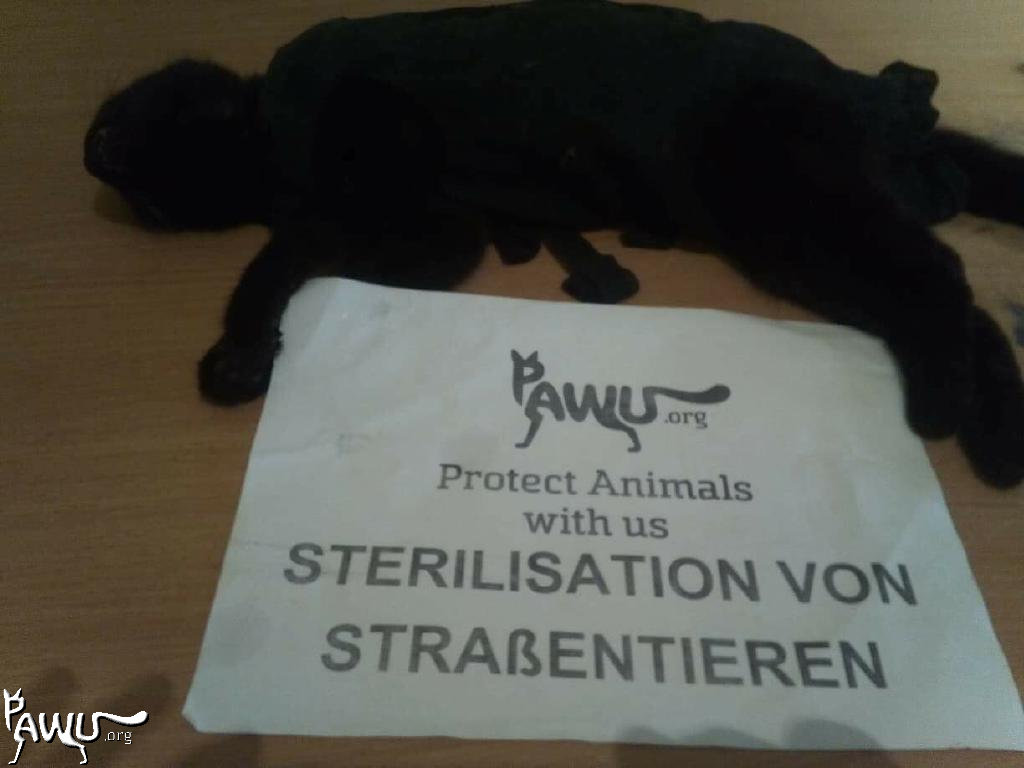 PAWU.org
Protect Animals
with us
STERILISATION VON
STRAßENTIEREN
PAWU.org